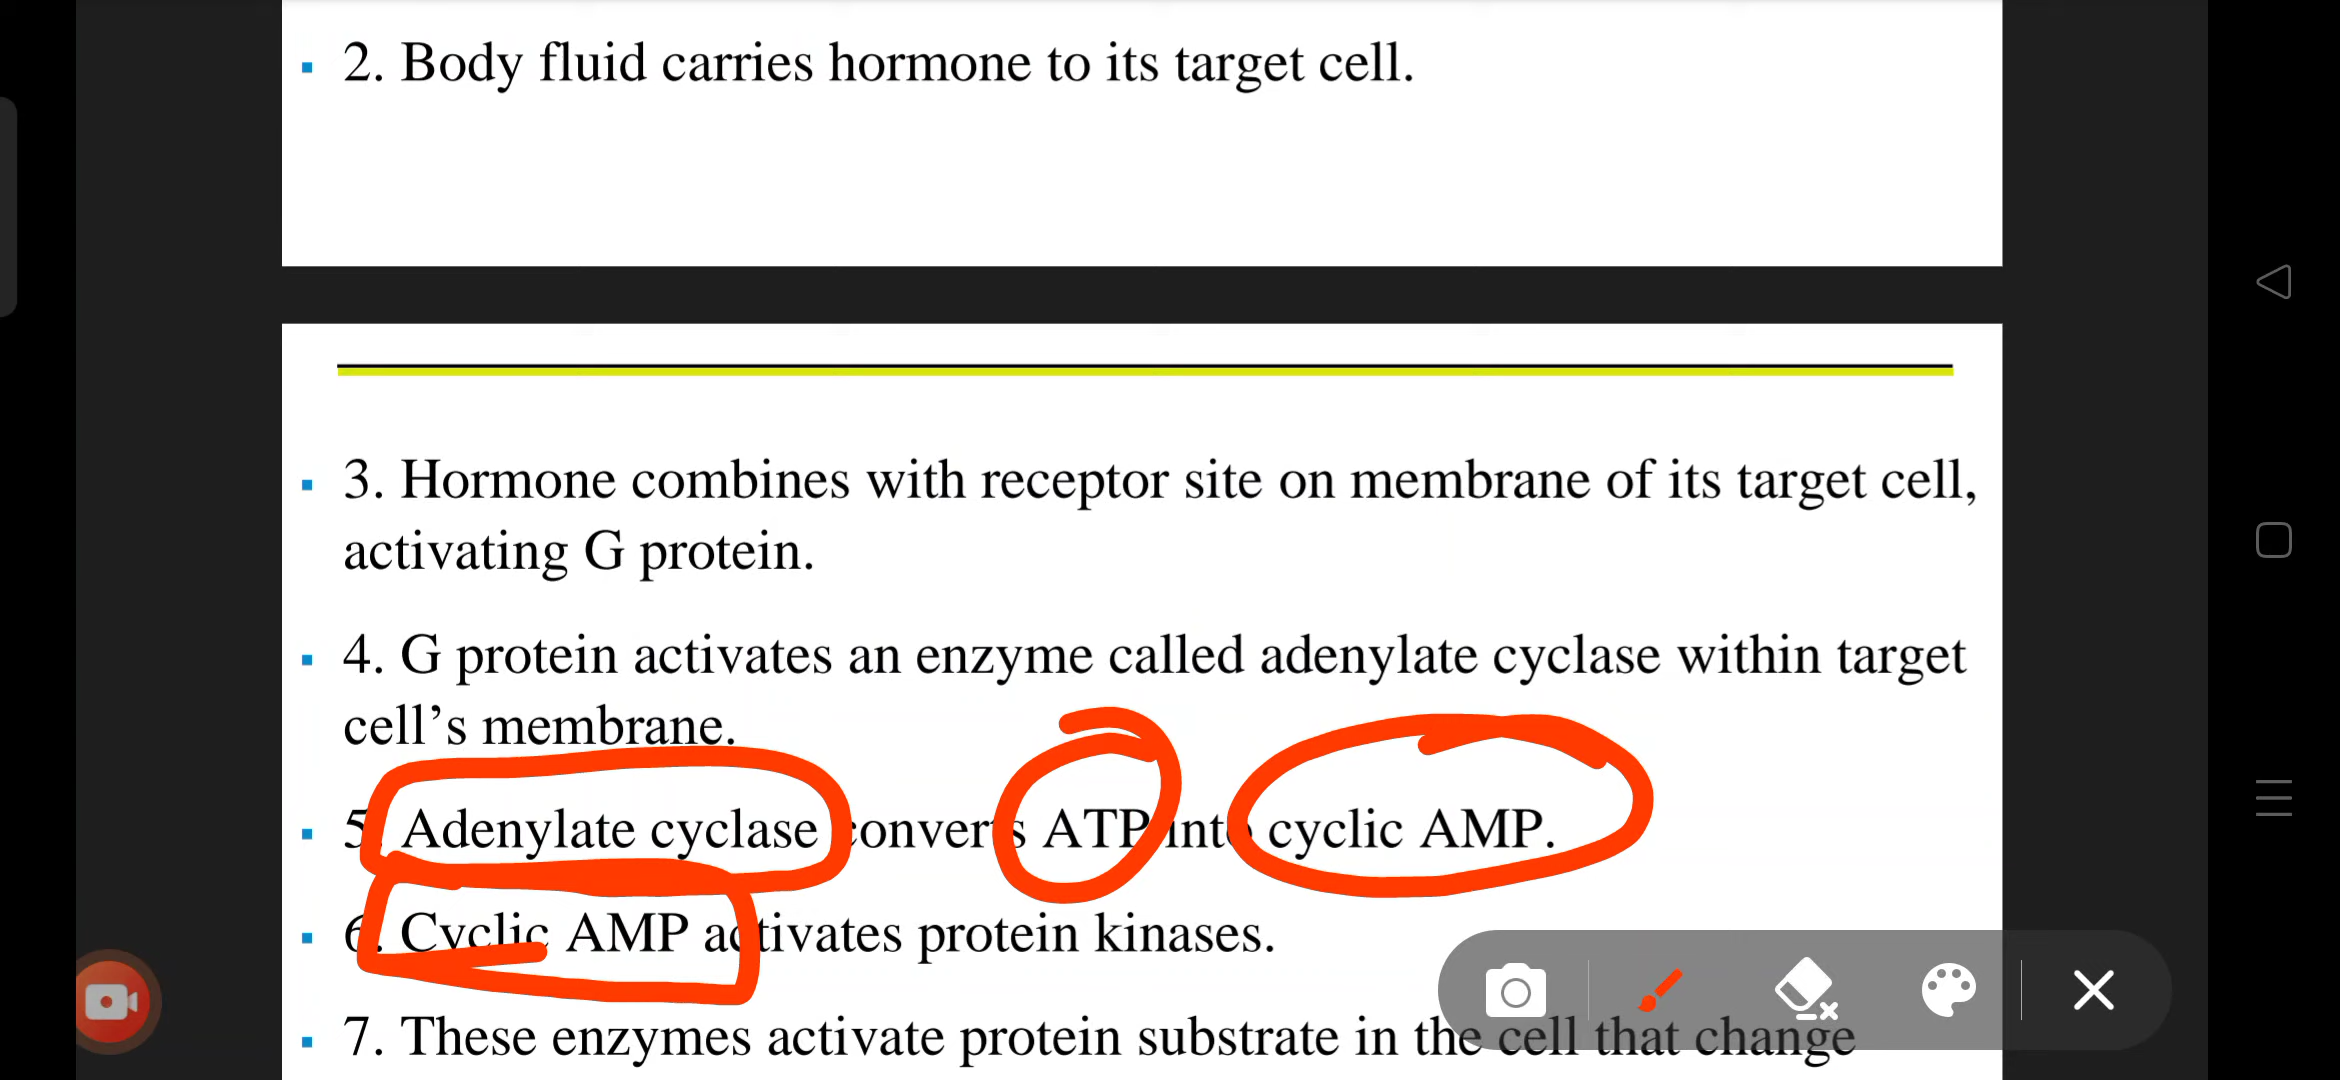 2. Body fluid carries hormone to its target cell.
3. Hormone combines with receptor site on membrane of its target cell,
activating G protein.
4. G protein activates an enzyme called adenylate cyclase within target
cell’s membrane.
5. Adenylate cyclase converts ATP into cyclic AMP.
6. Cyclic AMP activates protein kinases.
7. These enzymes activate protein substrate in the cell that change